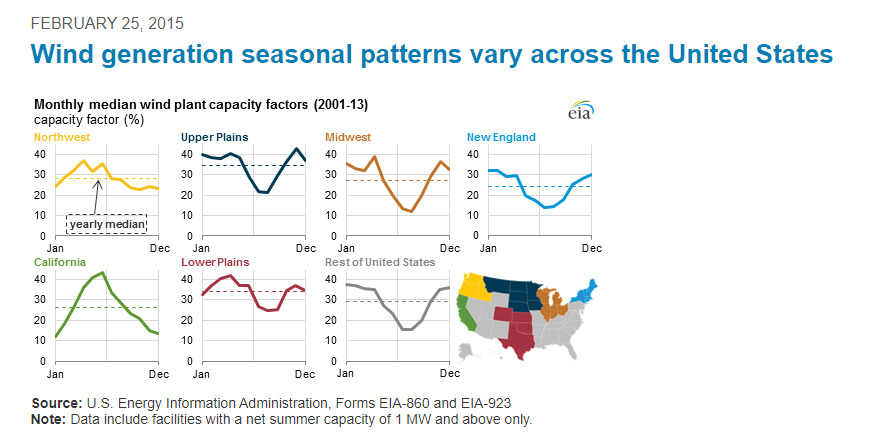 FEBRUARY 25, 2015
Wind generation seasonal patterns vary across the United States
Monthly median wind plant capacity factors (2001-13)
capacity factor (%)
eia
Northwest
40
30
20
10
0
yearly median
Jan
Dec
Upper Plains
40
30
20
10
0
Jan
Dec
Midwest
40
30
20
10
0
Jan
Dec
New England
40
30
20
10
0
Jan
Dec
California
40
30
20
10
0
Jan
Dec
Lower Plains
40
30
20
10
0
Jan
Dec
Rest of United States
40
30
20
10
0
Jan
Dec
Source: U.S. Energy Information Administration, Forms EIA-860 and EIA-923
Note: Data include facilities with a net summer capacity of 1 MW and above only.